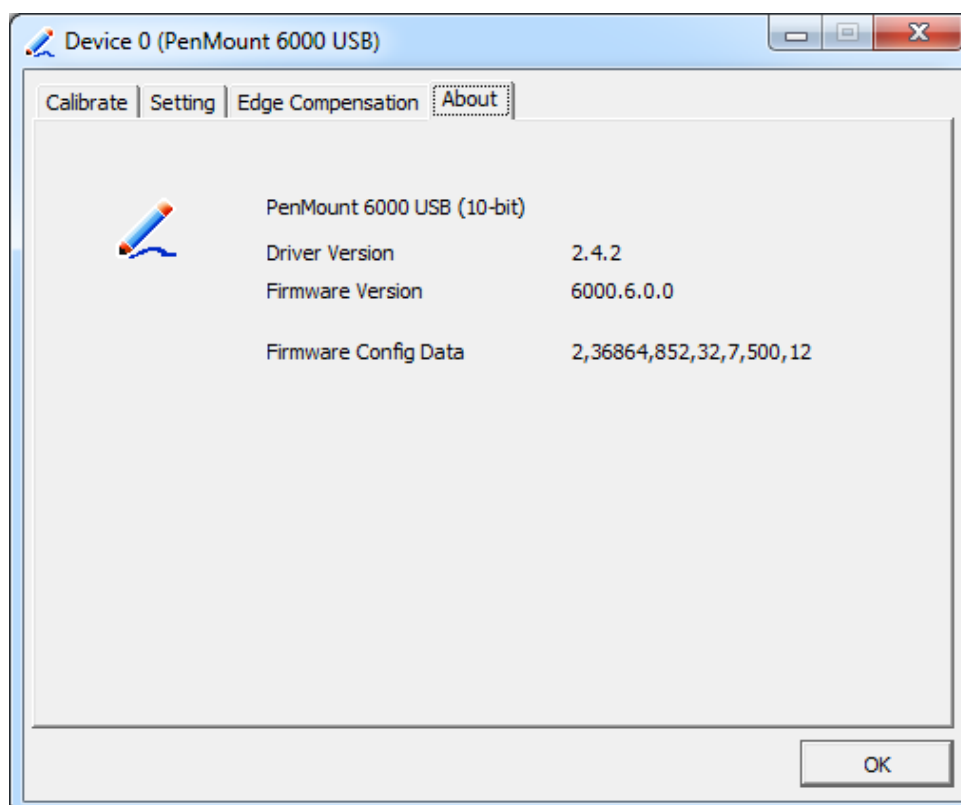 Device 0 (PenMount 6000 USB)
Calibrate Setting Edge Compensation About
PenMount 6000 USB (10-bit)
Driver Version 2.4.2
Firmware Version 6000.6.0.0
Firmware Config Data 2,36864,852,32,7,500,12
OK